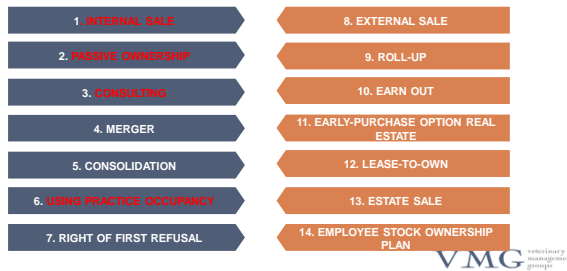 1. INTERNAL SALE
2. PASSIVE OWNERSHIP
3. CONSULTING
4. MERGER
5. CONSOLIDATION
6. USING PRACTICE OCCUPANCY
7. RIGHT OF FIRST REFUSAL
8. EXTERNAL SALE
9. ROLL-UP
10. EARN OUT
11. EARLY-PURCHASE OPTION REAL
ESTATE
12. LEASE-TO-OWN
13. ESTATE SALE
14. EMPLOYEE STOCK OWNERSHIP
PLAN
VMG
veterinary
groups